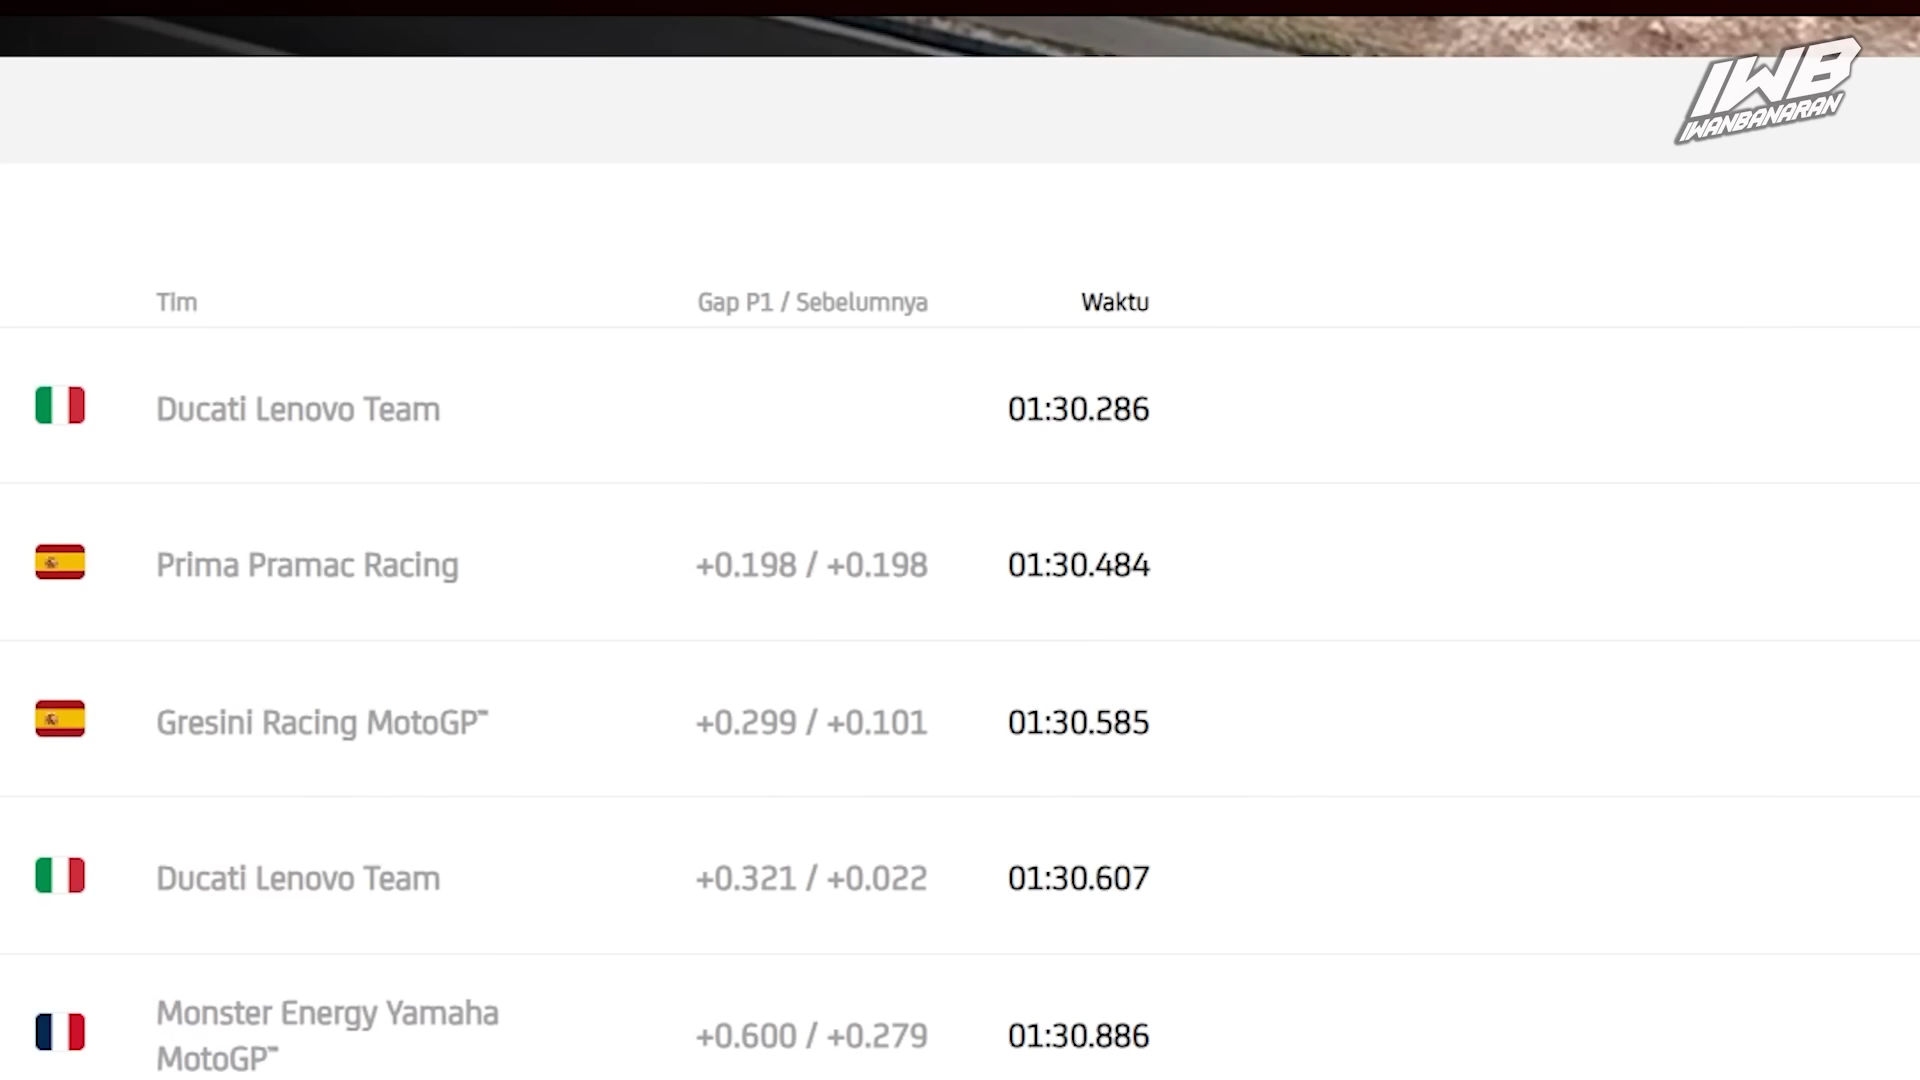 IWB
IWANBANARAN
Tim Gap P1 / Sebelumnya Waktu
Ducati Lenovo Team 01:30.286
Prima Pramac Racing +0.198 / +0.198 01:30.484
Gresini Racing MotoGP™ +0.299 / +0.101 01:30.585
Ducati Lenovo Team +0.321 / +0.022 01:30.607
Monster Energy Yamaha
MotoGP™ +0.600 / +0.279 01:30.886